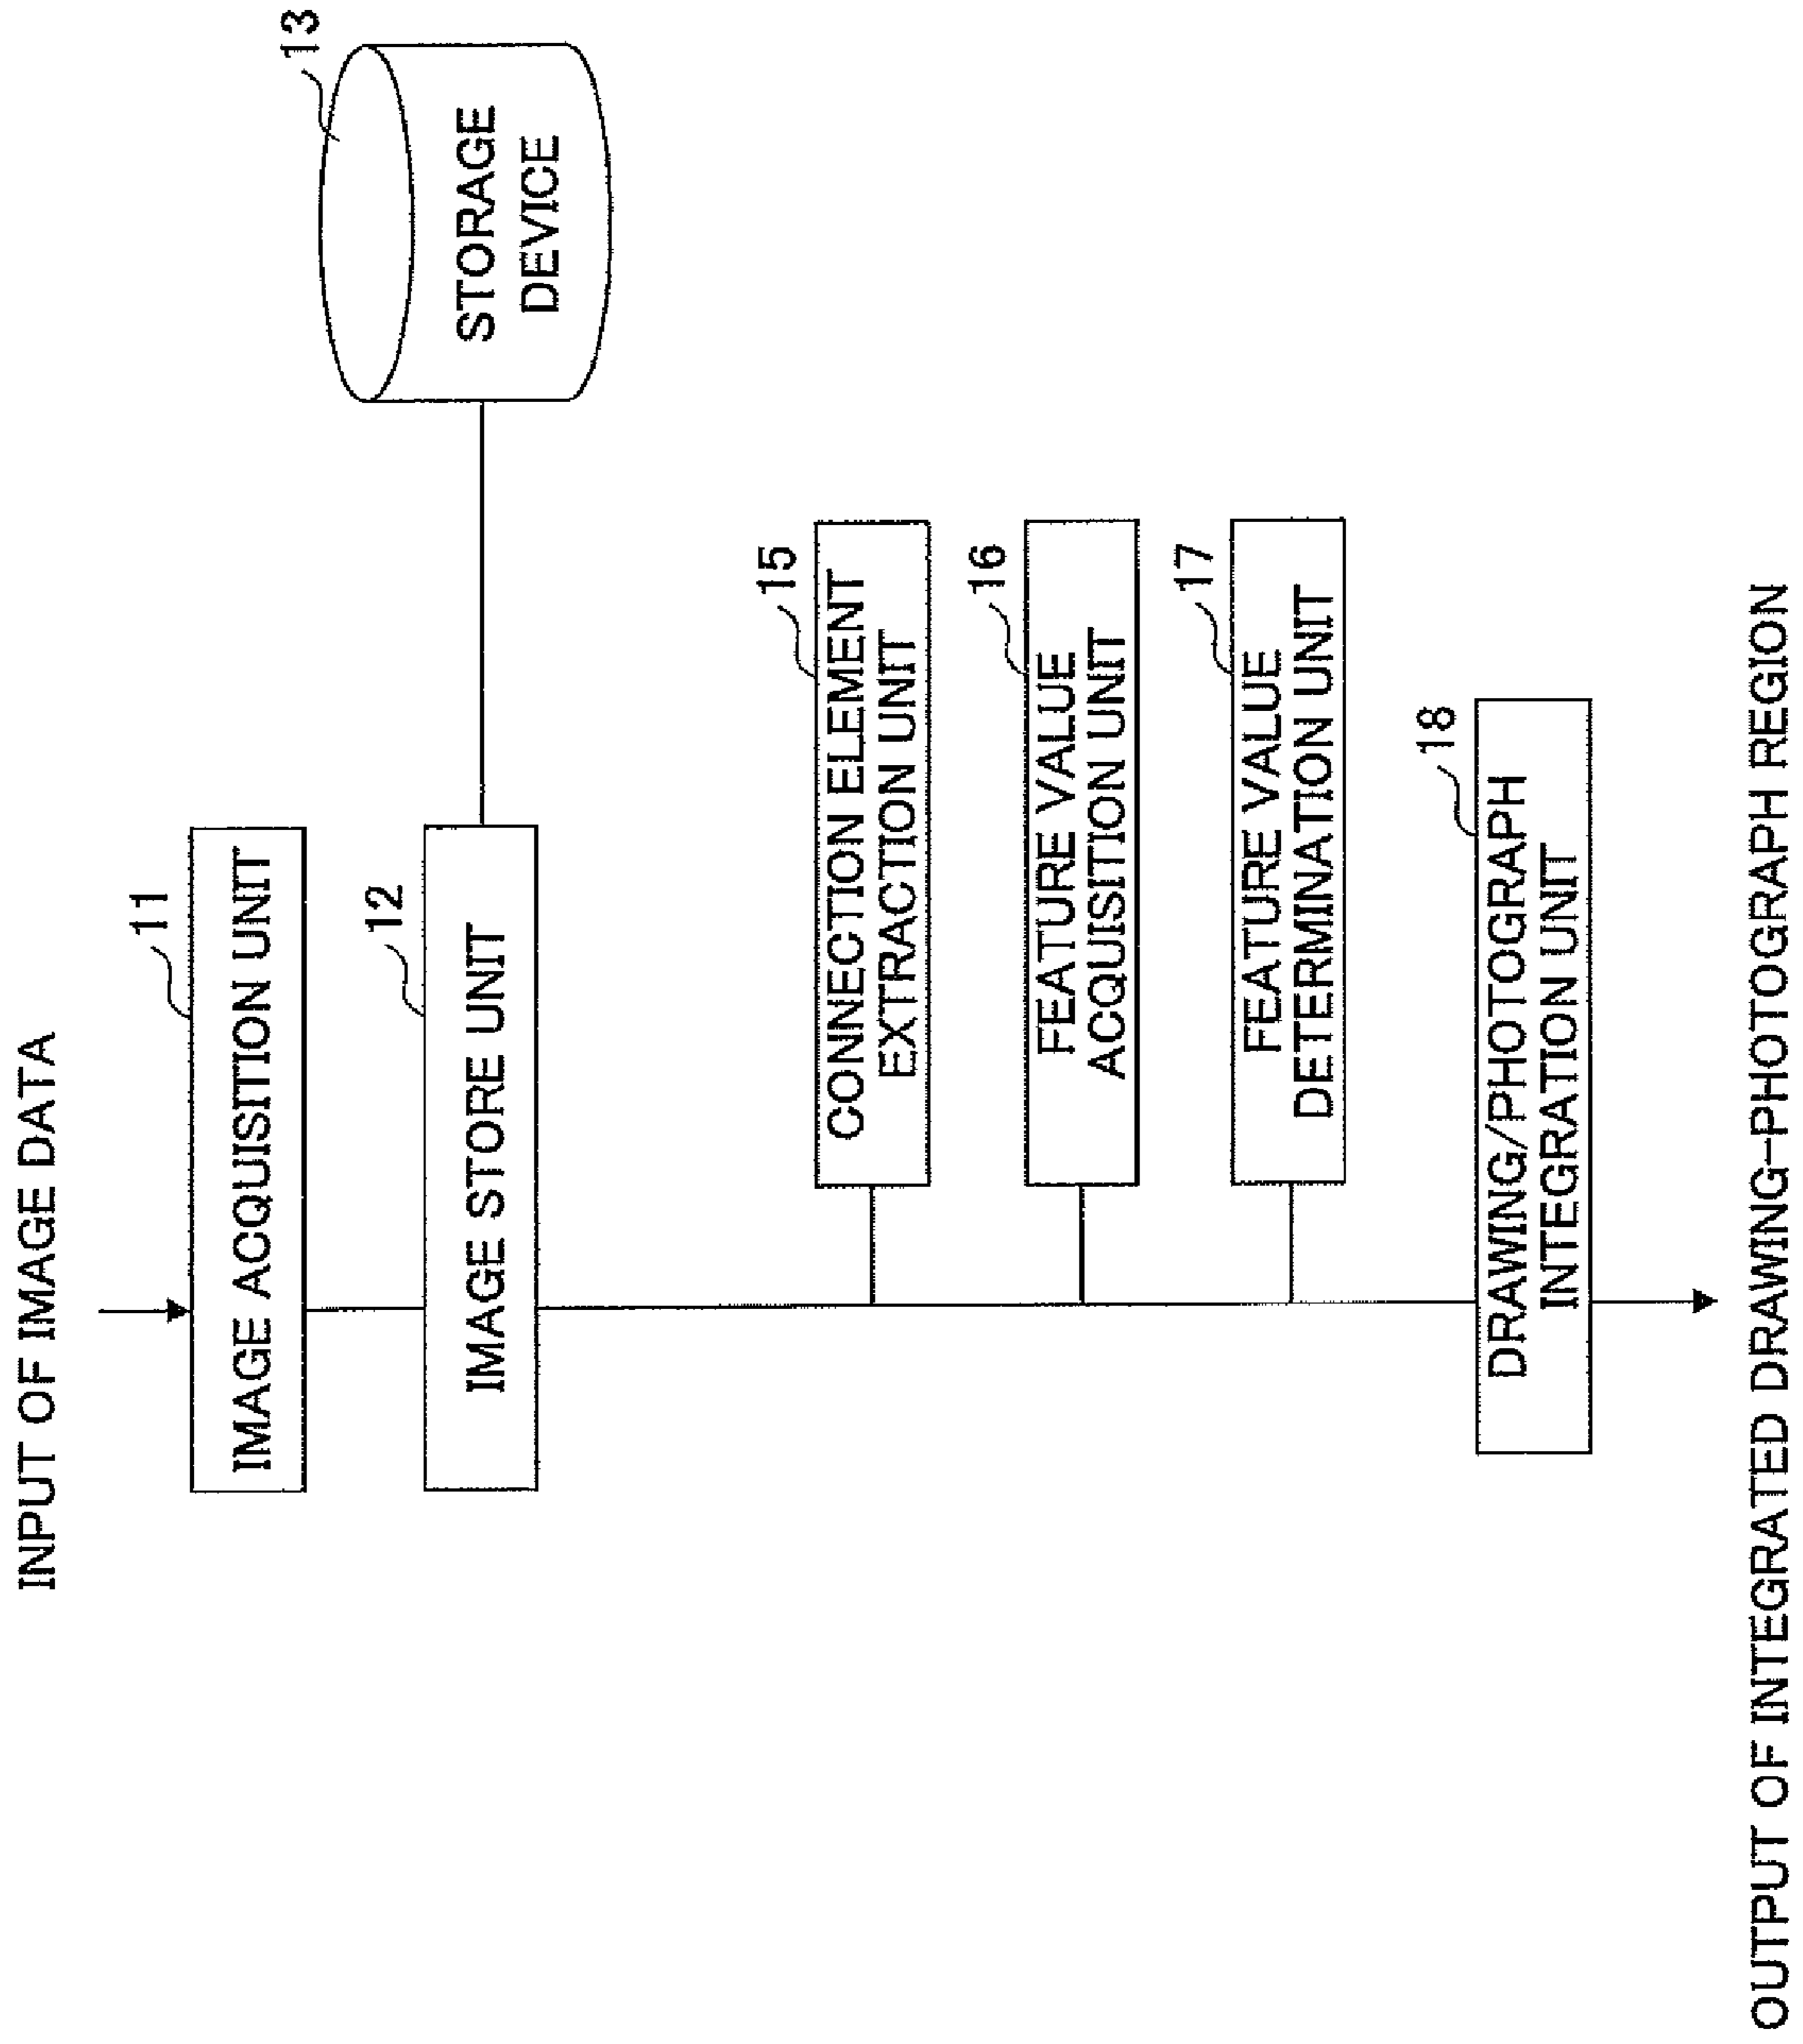 INPUT OF IMAGE DATA
11
IMAGE ACQUISITION UNIT
12
IMAGE STORE UNIT
13
STORAGE
DEVICE
15
CONNECTION ELEMENT
EXTRACTION UNIT
16
FEATURE VALUE
ACQUISITION UNIT
17
FEATURE VALUE
DETERMINATION UNIT
18
DRAWING/PHOTOGRAPH
INTEGRATION UNIT
OUTPUT OF INTEGRATED DRAWING-PHOTOGRAPH REGION